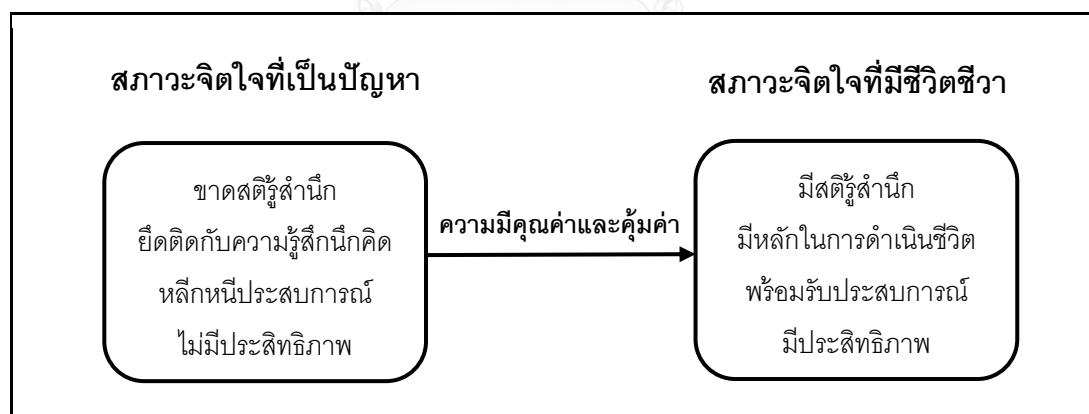 สภาวะจิตใจที่เป็นปัญหา
ขาดสติรู้สำนึก
ยึดติดกับความรู้สึกนึกคิด
หลีกหนีประสบการณ์
ไม่มีประสิทธิภาพ
ความมีคุณค่าและคุ้มค่า
สภาวะจิตใจที่มีชีวิตชีวา
มีสติรู้สำนึก
มีหลักในการดำเนินชีวิต
พร้อมรับประสบการณ์
มีประสิทธิภาพ